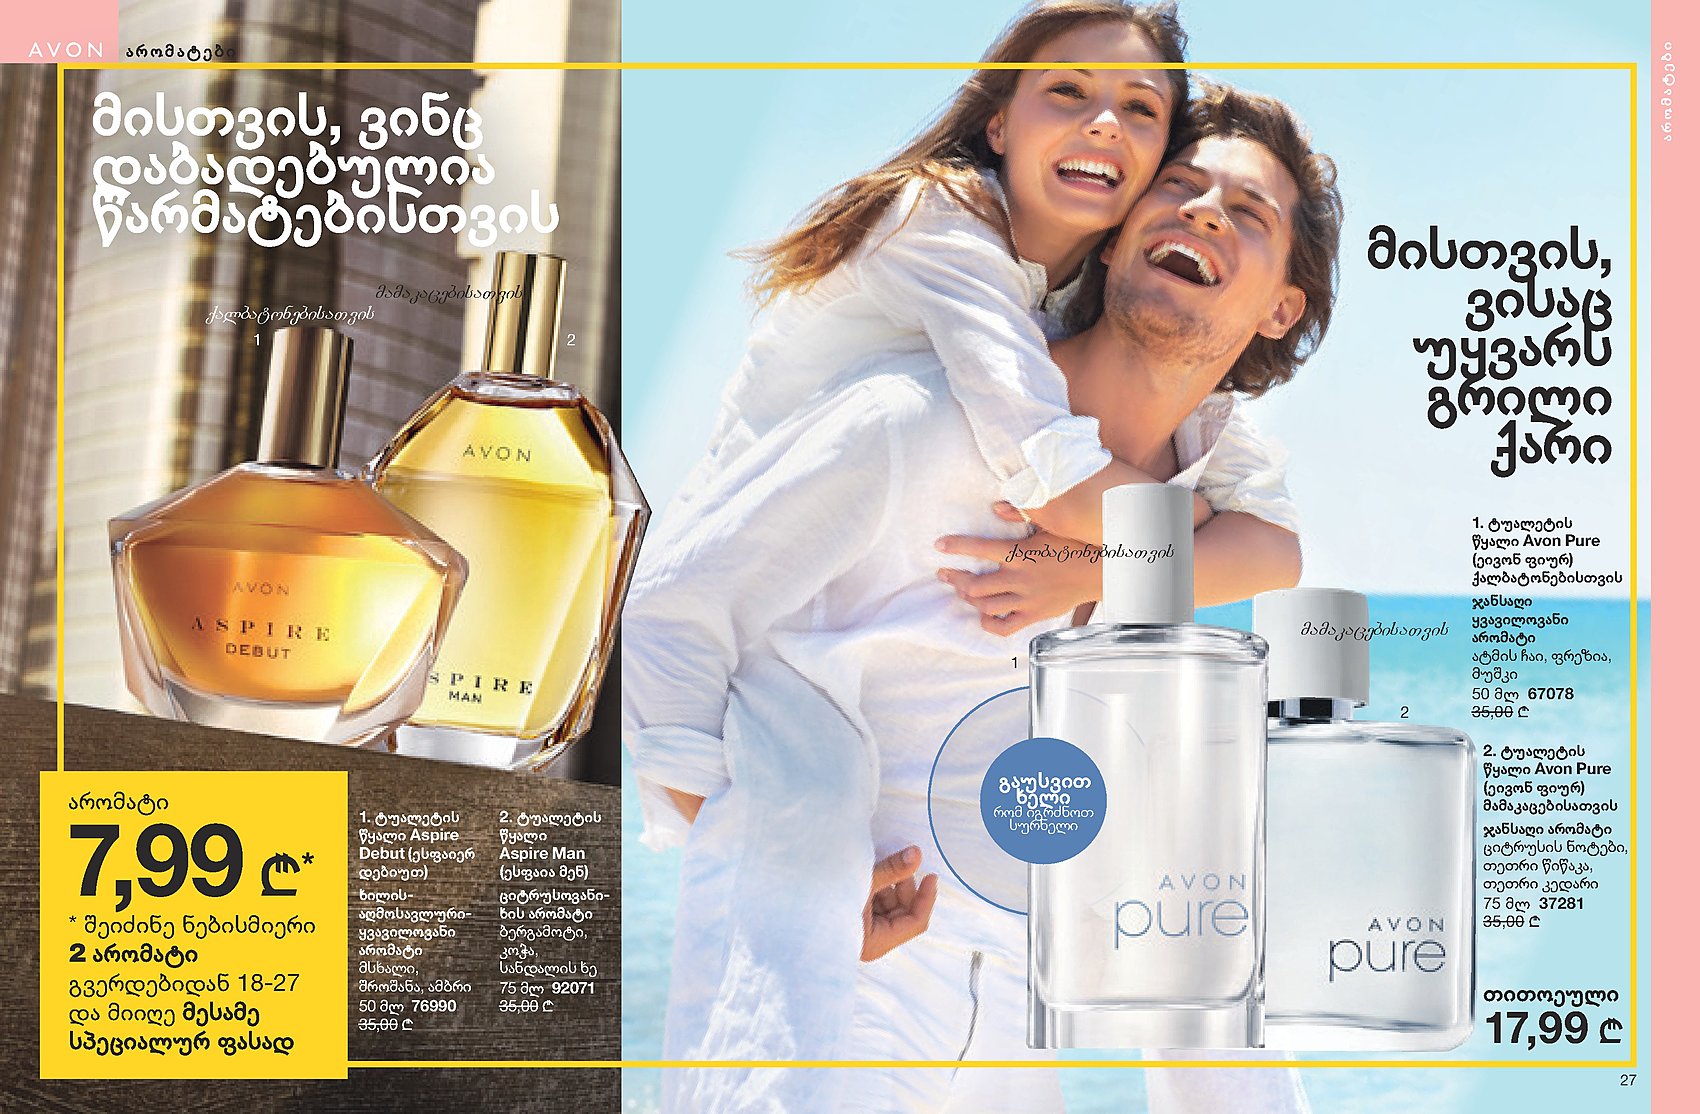 AVON არომატები
მისთვის, ვინც
დაბადებულია
წარმატებისთვის
მამაკაცებისათვის
ქალბატონებისათვის
1
2
AVON
AVON
ASPIRE
DEBUT
SPIRE
MAN
არომატი
7,99 ₾*
* შეიძინე ნებისმიერი
2 არომატი
გვერდებიდან 18-27
და მიიღე მესამე
სპეციალურ ფასად
1. ტუალეტის
წყალი Aspire
Debut (ესფაიერ
დებიუთ)
ხილის-
აღმოსავლური-
ყვავილოვანი
არომატი
მსხალი,
შროშანა, ამბრი
50 მლ 76990
35,00 ₾
2. ტუალეტის
წყალი
Aspire Man
(ესფაია მენ)
ციტრუსოვანი-
ხის არომატი
ბერგამოტი,
კოჭა,
სანდალის ხე
75 მლ 92071
35,00 ₾
არომატები
მისთვის,
ვისაც
უყვარს
გრილი
ქარი
1. ტუალეტის
წყალი Avon Pure
(ეივონ ფიურ)
ქალბატონებისთვის
ჯანსაღი
ყვავილოვანი
არომატი
ატმის ჩაი, ფრეზია,
მუშკი
50 მლ 67078
35,00 ₾
2. ტუალეტის
წყალი Avon Pure
(ეივონ ფიურ)
მამაკაცებისათვის
ჯანსაღი არომატი
ციტრუსის ნოტები,
თეთრი წიწაკა,
თეთრი კედარი
75 მლ 37281
35,00 ₾
ქალბატონებისათვის
მამაკაცებისათვის
1
2
გაუსვით
ხელი
რომ იგრძნოთ
სურნელი
AVON
pure
AVON
pure
თითოეული
17,99 ₾
27